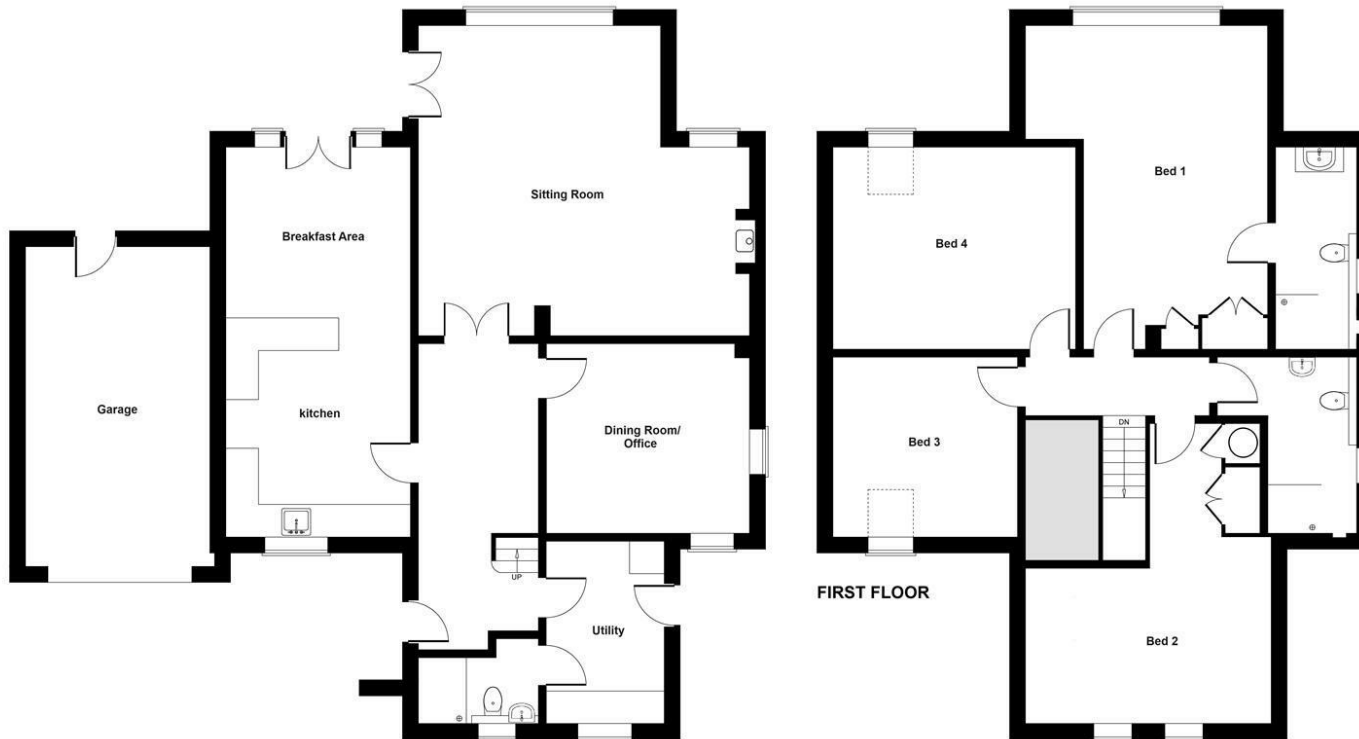 Sitting Room
Breakfast Area
Garage
kitchen
Dining Room/
Office
UP
Utility
Bed 1
Bed 4
Bed 3
DN
FIRST FLOOR
Bed 2